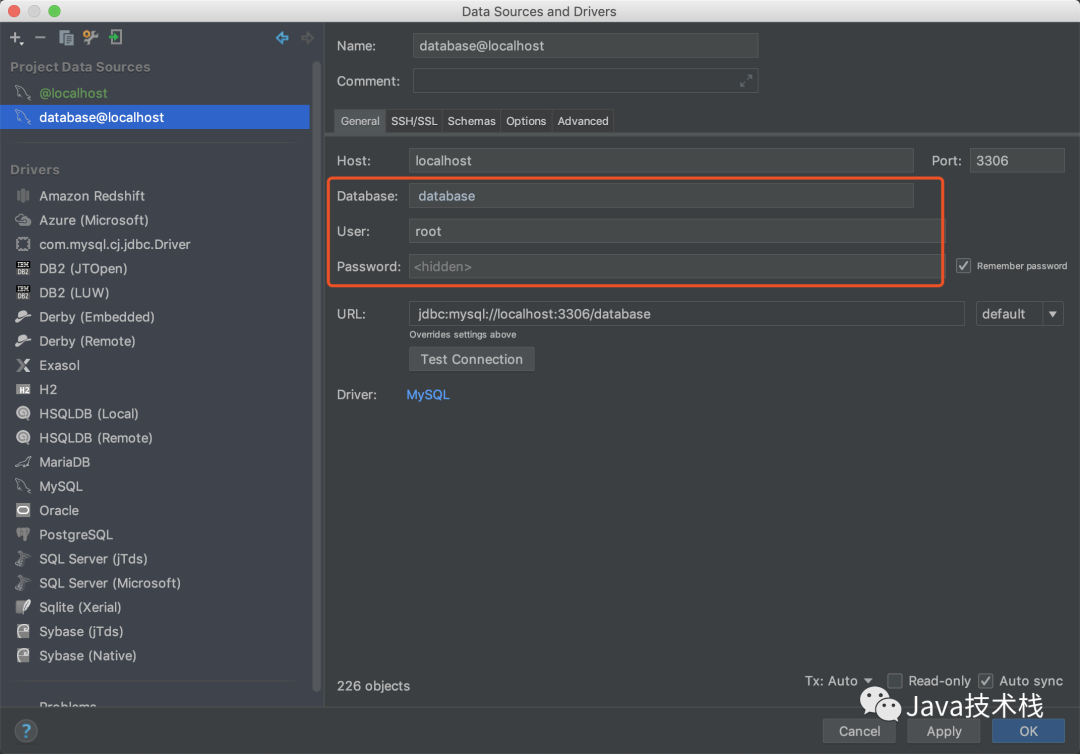 Data Sources and Drivers
Project Data Sources
@localhost
database@localhost
Drivers
Amazon Redshift
Azure (Microsoft)
com.mysql.cj.jdbc.Driver
IBM DB2 DB2 (JTOpen)
IBM DB2 DB2 (LUW)
Derby (Embedded)
Derby (Remote)
Exasol
H2 H2
HSQLDB (Local)
HSQLDB (Remote)
MariaDB
MySQL
Oracle
PostgreSQL
SQL Server (jTds)
SQL Server (Microsoft)
Sqlite (Xerial)
Sybase (jTds)
Sybase (Native)
Problems
?
Name: database@localhost
Comment:
General SSH/SSL Schemas Options Advanced
Host: localhost Port: 3306
Database: database
User: root
Password: <hidden> Remember password
URL: jdbc:mysql://localhost:3306/database default
Overrides settings above
Test Connection
Driver: MySQL
226 objects Tx: Auto Read-only Auto sync
Java技术栈
Cancel Apply OK